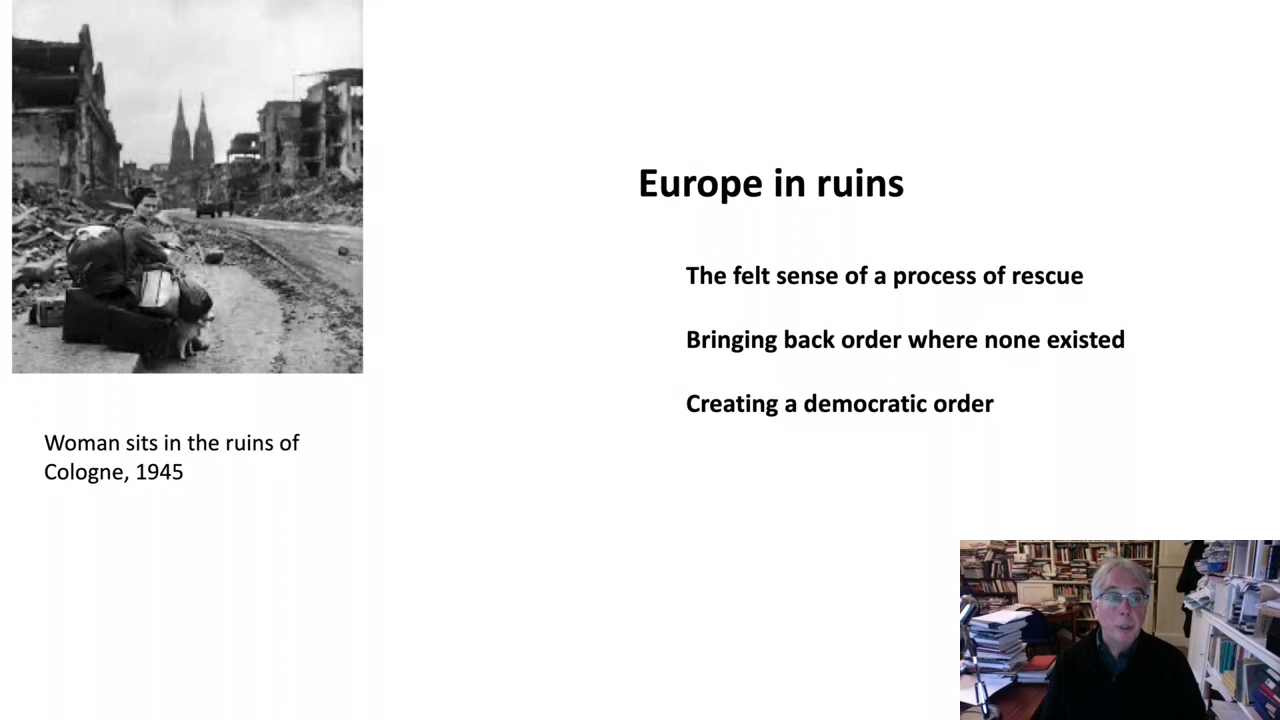 Europe in ruins
The felt sense of a process of rescue
Bringing back order where none existed
Creating a democratic order
Woman sits in the ruins of
Cologne, 1945